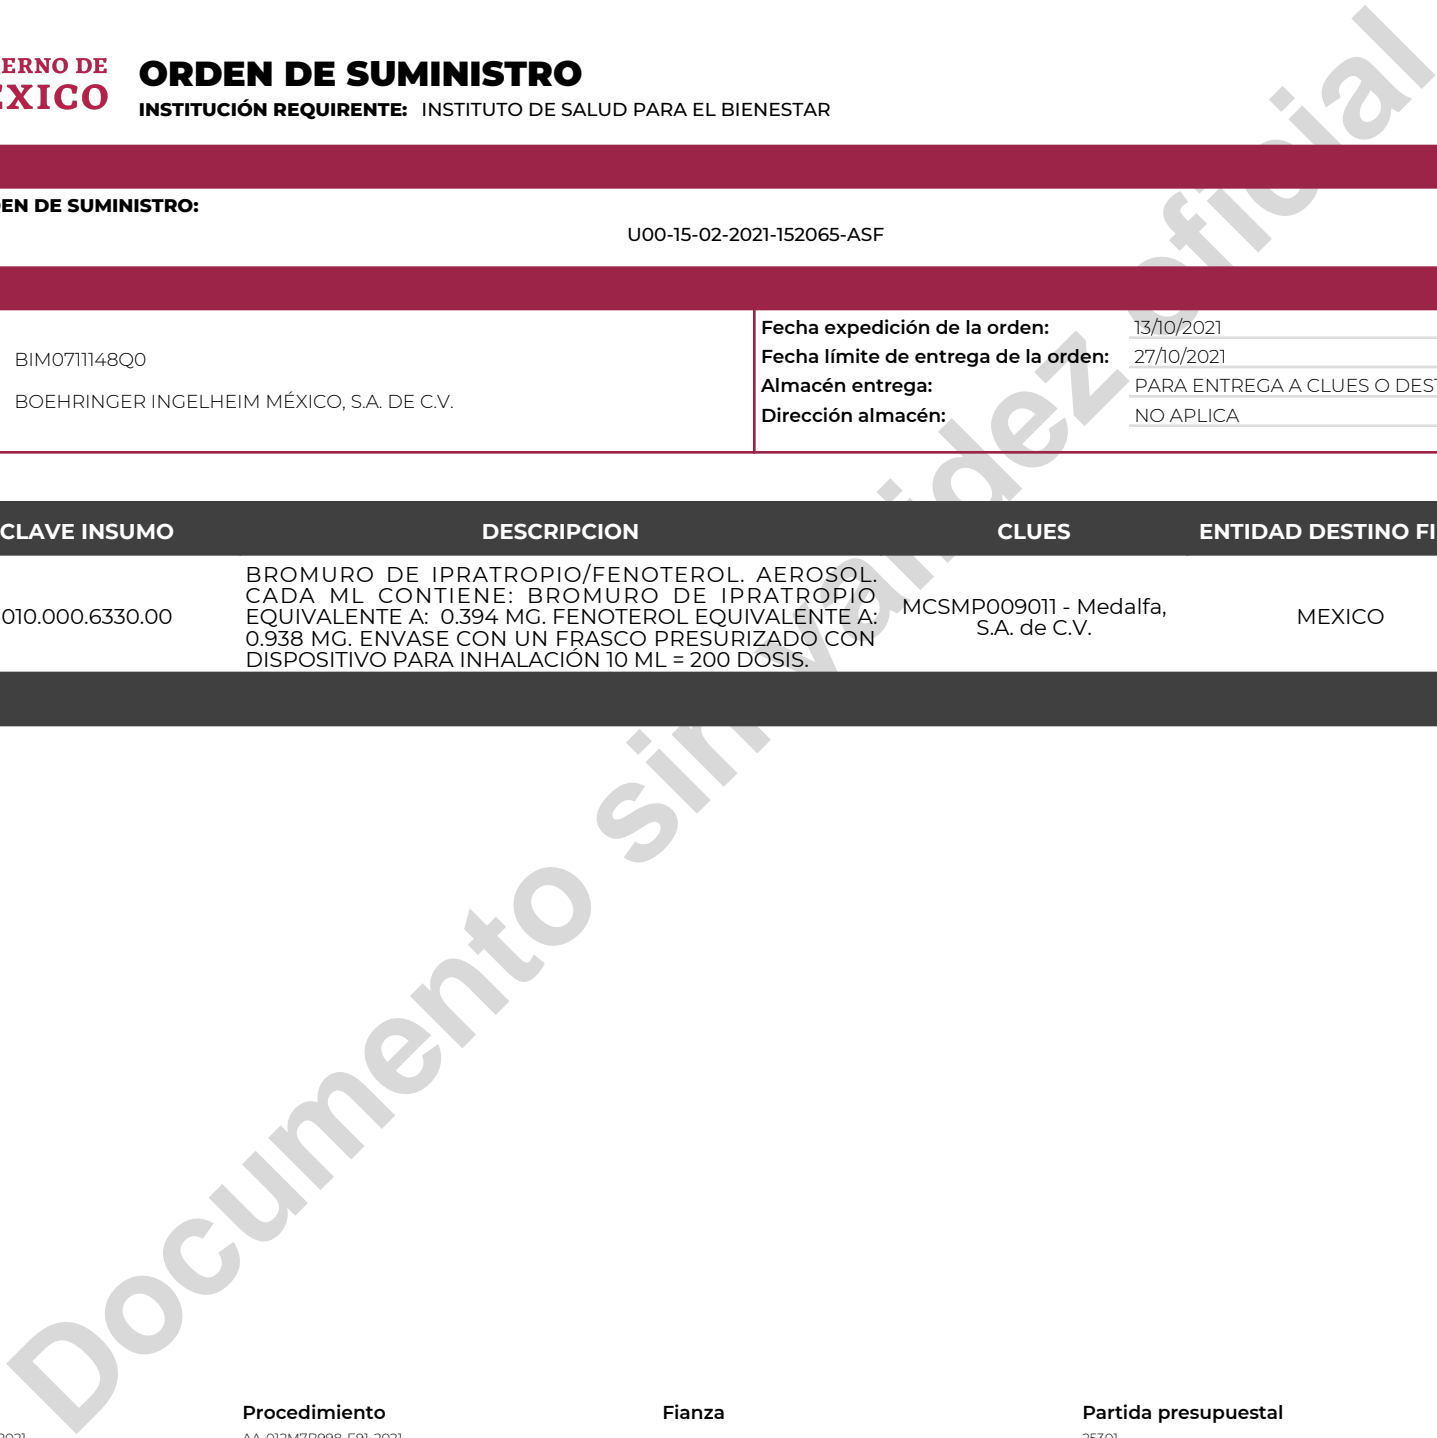 ERNO DE
EXICO
ORDEN DE SUMINISTRO
INSTITUCIÓN REQUIRENTE: INSTITUTO DE SALUD PARA EL BIENESTAR
EN DE SUMINISTRO:
U00-15-02-2021-152065-ASF
BIM0711148Q0
BOEHRINGER INGELHEIM MÉXICO, S.A. DE C.V.
Fecha expedición de la orden: 13/10/2021
Fecha límite de entrega de la orden: 27/10/2021
Almacén entrega: PARA ENTREGA A CLUES O DEST
Dirección almacén: NO APLICA
CLAVE INSUMO DESCRIPCION CLUES ENTIDAD DESTINO FI
010.000.6330.00
BROMURO DE IPRATROPIO/FENOTEROL. AEROSOL.
CADA ML CONTIENE: BROMURO DE IPRATROPIO
EQUIVALENTE A: 0.394 MG. FENOTEROL EQUIVALENTE A:
0.938 MG. ENVASE CON UN FRASCO PRESURIZADO CON
DISPOSITIVO PARA INHALACIÓN 10 ML = 200 DOSIS.
MCSMP009011 - Medalfa,
S.A. de C.V.
MEXICO
Documento sin validez oficial
Procedimiento Fianza Partida presupuestal